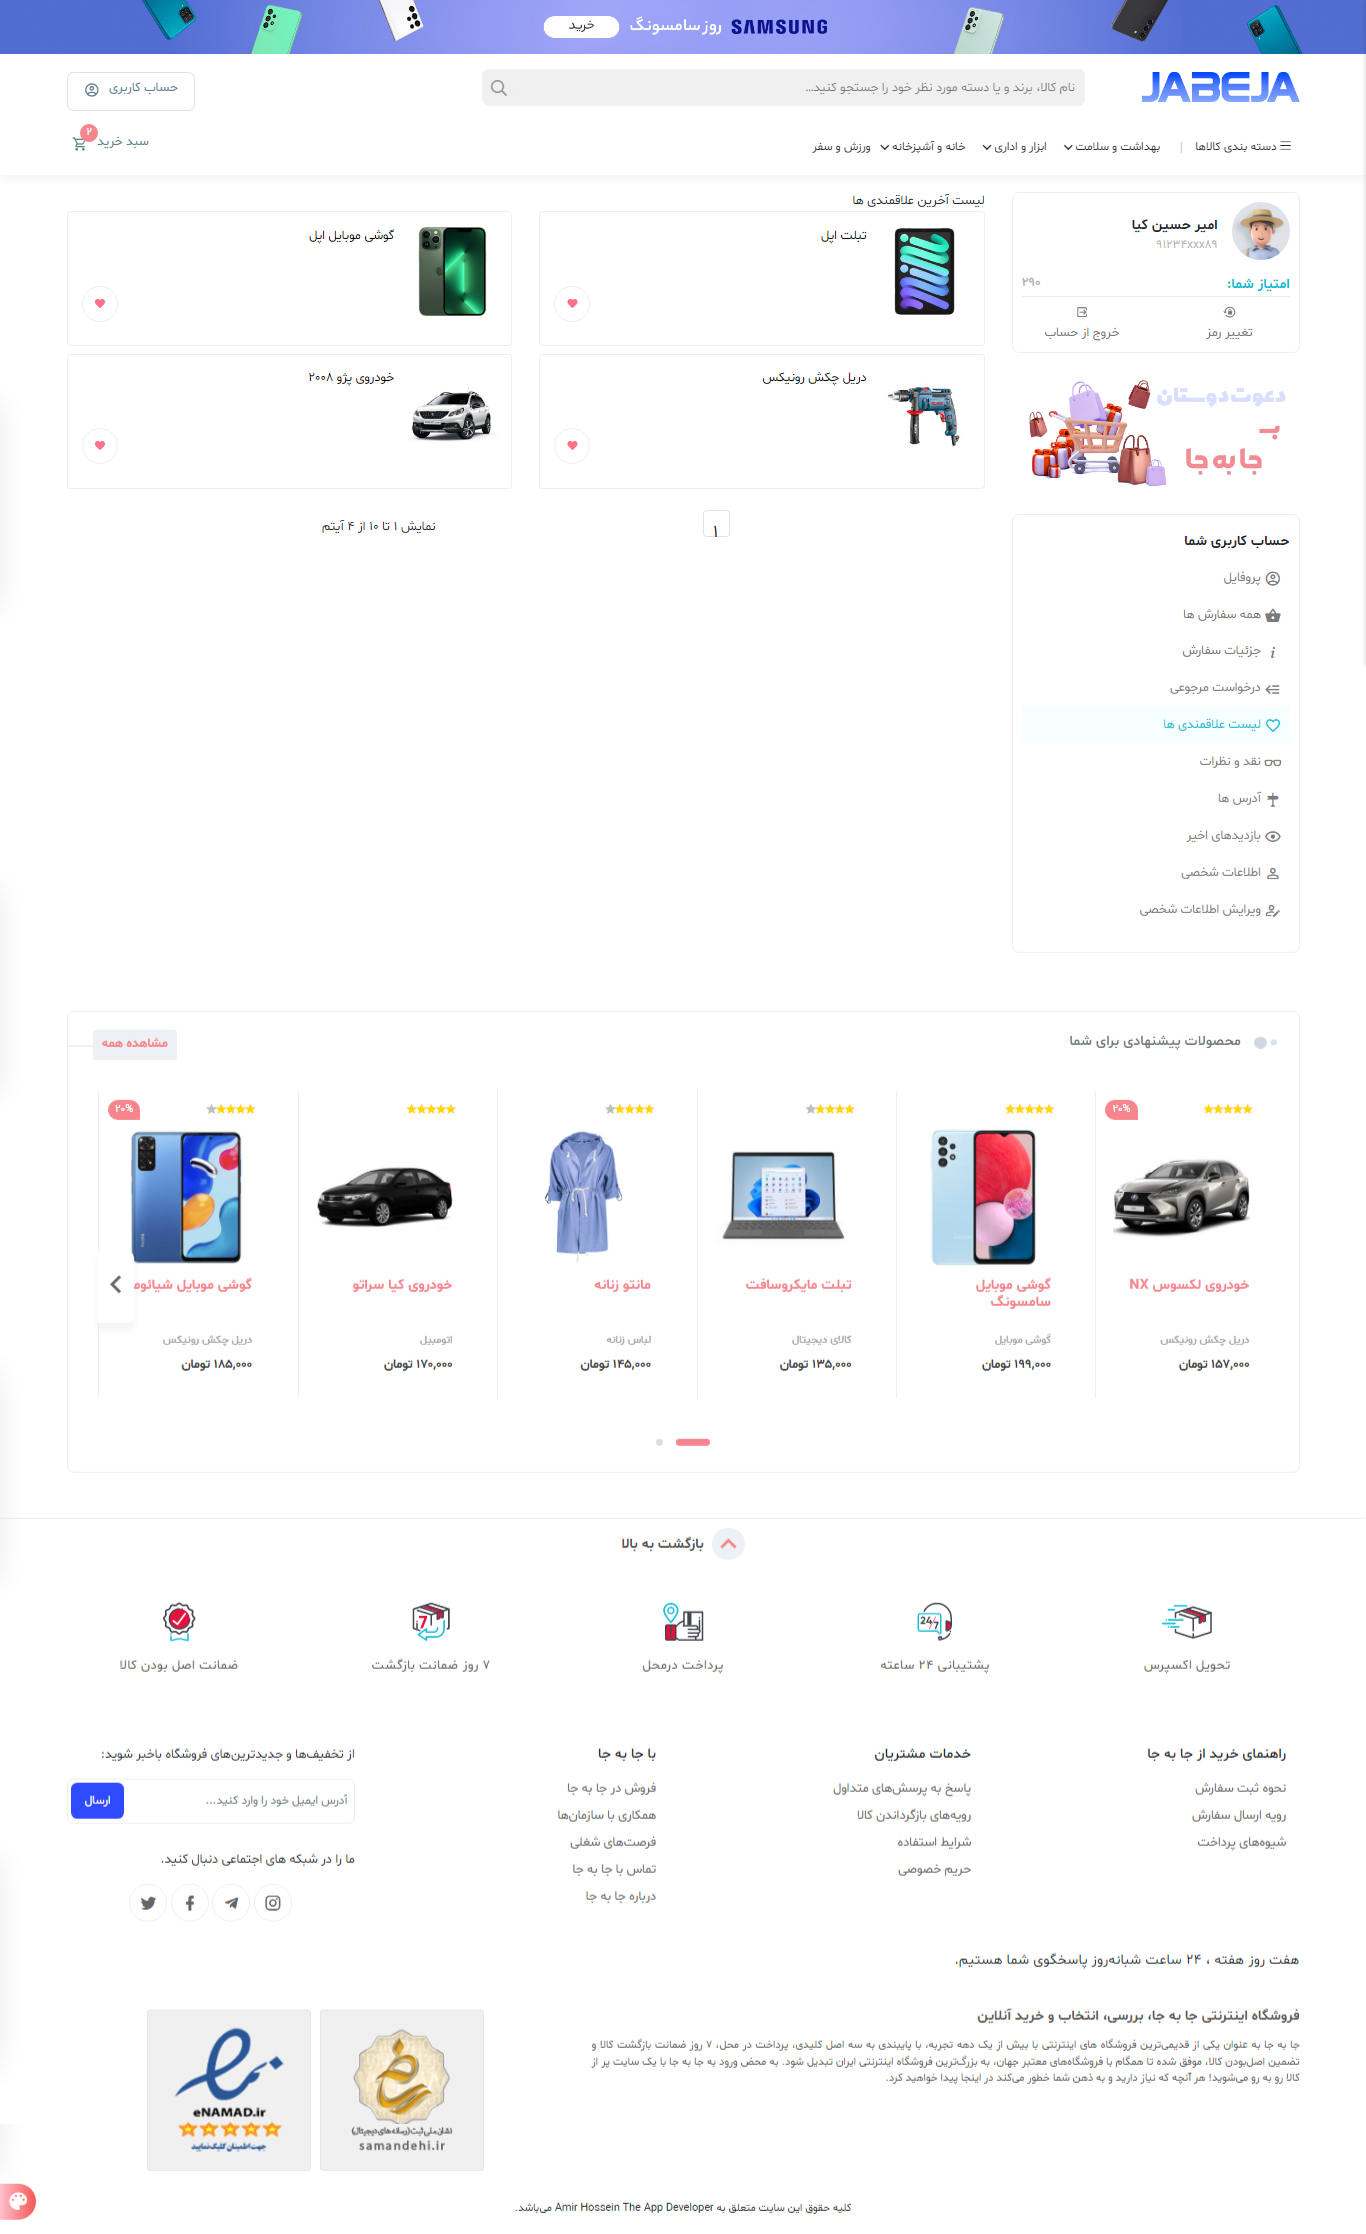 SAMSUNG روز سامسونگ خرید
JABEJA
نام کالا، برند و یا دسته مورد نظر خود را جستجو کنید...
حساب کاربری
دسته بندی کالاها | بهداشت و سلامت ابزار و اداری خانه و آشپزخانه ورزش و سفر
سبد خرید ۲
امیر حسین کیا
۹۱۲۳۴xxx۸۹
امتیاز شما: ۲۹۰
تغییر رمز خروج از حساب
دعوت دوستان
بـ
جا به جا
حساب کاربری شما
پروفایل
همه سفارش ها
جزئیات سفارش
درخواست مرجوعی
لیست علاقمندی ها
نقد و نظرات
آدرس ها
بازدیدهای اخیر
اطلاعات شخصی
ویرایش اطلاعات شخصی
لیست آخرین علاقمندی ها
تبلت اپل
گوشی موبایل اپل
دریل چکش رونیکس
خودروی پژو ۲۰۰۸
۱
نمایش ۱ تا ۱۰ از ۴ آیتم
محصولات پیشنهادی برای شما
مشاهده همه
۲۰%
خودروی لکسوس NX
دریل چکش رونیکس
۱۵۷,۰۰۰ تومان
گوشی موبایل
سامسونگ
گوشی موبایل
۱۹۹,۰۰۰ تومان
تبلت مایکروسافت
کالای دیجیتال
۱۳۵,۰۰۰ تومان
مانتو زنانه
لباس زنانه
۱۴۵,۰۰۰ تومان
خودروی کیا سراتو
اتومبیل
۱۷۰,۰۰۰ تومان
۲۰%
گوشی موبایل شیائوم
دریل چکش رونیکس
۱۸۵,۰۰۰ تومان
بازگشت به بالا
تحویل اکسپرس
24/7
پشتیبانی ۲۴ ساعته
پرداخت درمحل
7
۷ روز ضمانت بازگشت
ضمانت اصل بودن کالا
راهنمای خرید از جا به جا
نحوه ثبت سفارش
رویه ارسال سفارش
شیوه‌های پرداخت
خدمات مشتریان
پاسخ به پرسش‌های متداول
رویه‌های بازگرداندن کالا
شرایط استفاده
حریم خصوصی
با جا به جا
فروش در جا به جا
همکاری با سازمان‌ها
فرصت‌های شغلی
تماس با جا به جا
درباره جا به جا
از تخفیف‌ها و جدیدترین‌های فروشگاه باخبر شوید:
آدرس ایمیل خود را وارد کنید...
ارسال
ما را در شبکه های اجتماعی دنبال کنید.
هفت روز هفته ، ۲۴ ساعت شبانه‌روز پاسخگوی شما هستیم.
فروشگاه اینترنتی جا به جا، بررسی، انتخاب و خرید آنلاین
جا به جا به عنوان یکی از قدیمی‌ترین فروشگاه های اینترنتی با بیش از یک دهه تجربه، با پایبندی به سه اصل کلیدی، پرداخت در محل، ۷ روز ضمانت بازگشت کالا و
تضمین اصل‌بودن کالا، موفق شده تا همگام با فروشگاه‌های معتبر جهان، به بزرگ‌ترین فروشگاه اینترنتی ایران تبدیل شود. به محض ورود به جا به جا با یک سایت پر از
کالا رو به رو می‌شوید! هر آنچه که نیاز دارید و به ذهن شما خطور می‌کند در اینجا پیدا خواهید کرد.
نشان ملی ثبت (رسانه‌های دیجیتال)
samandehi.ir
eNAMAD.ir
جهت اطمینان کلیک نمایید
کلیه حقوق این سایت متعلق به Amir Hossein The App Developer می‌باشد.